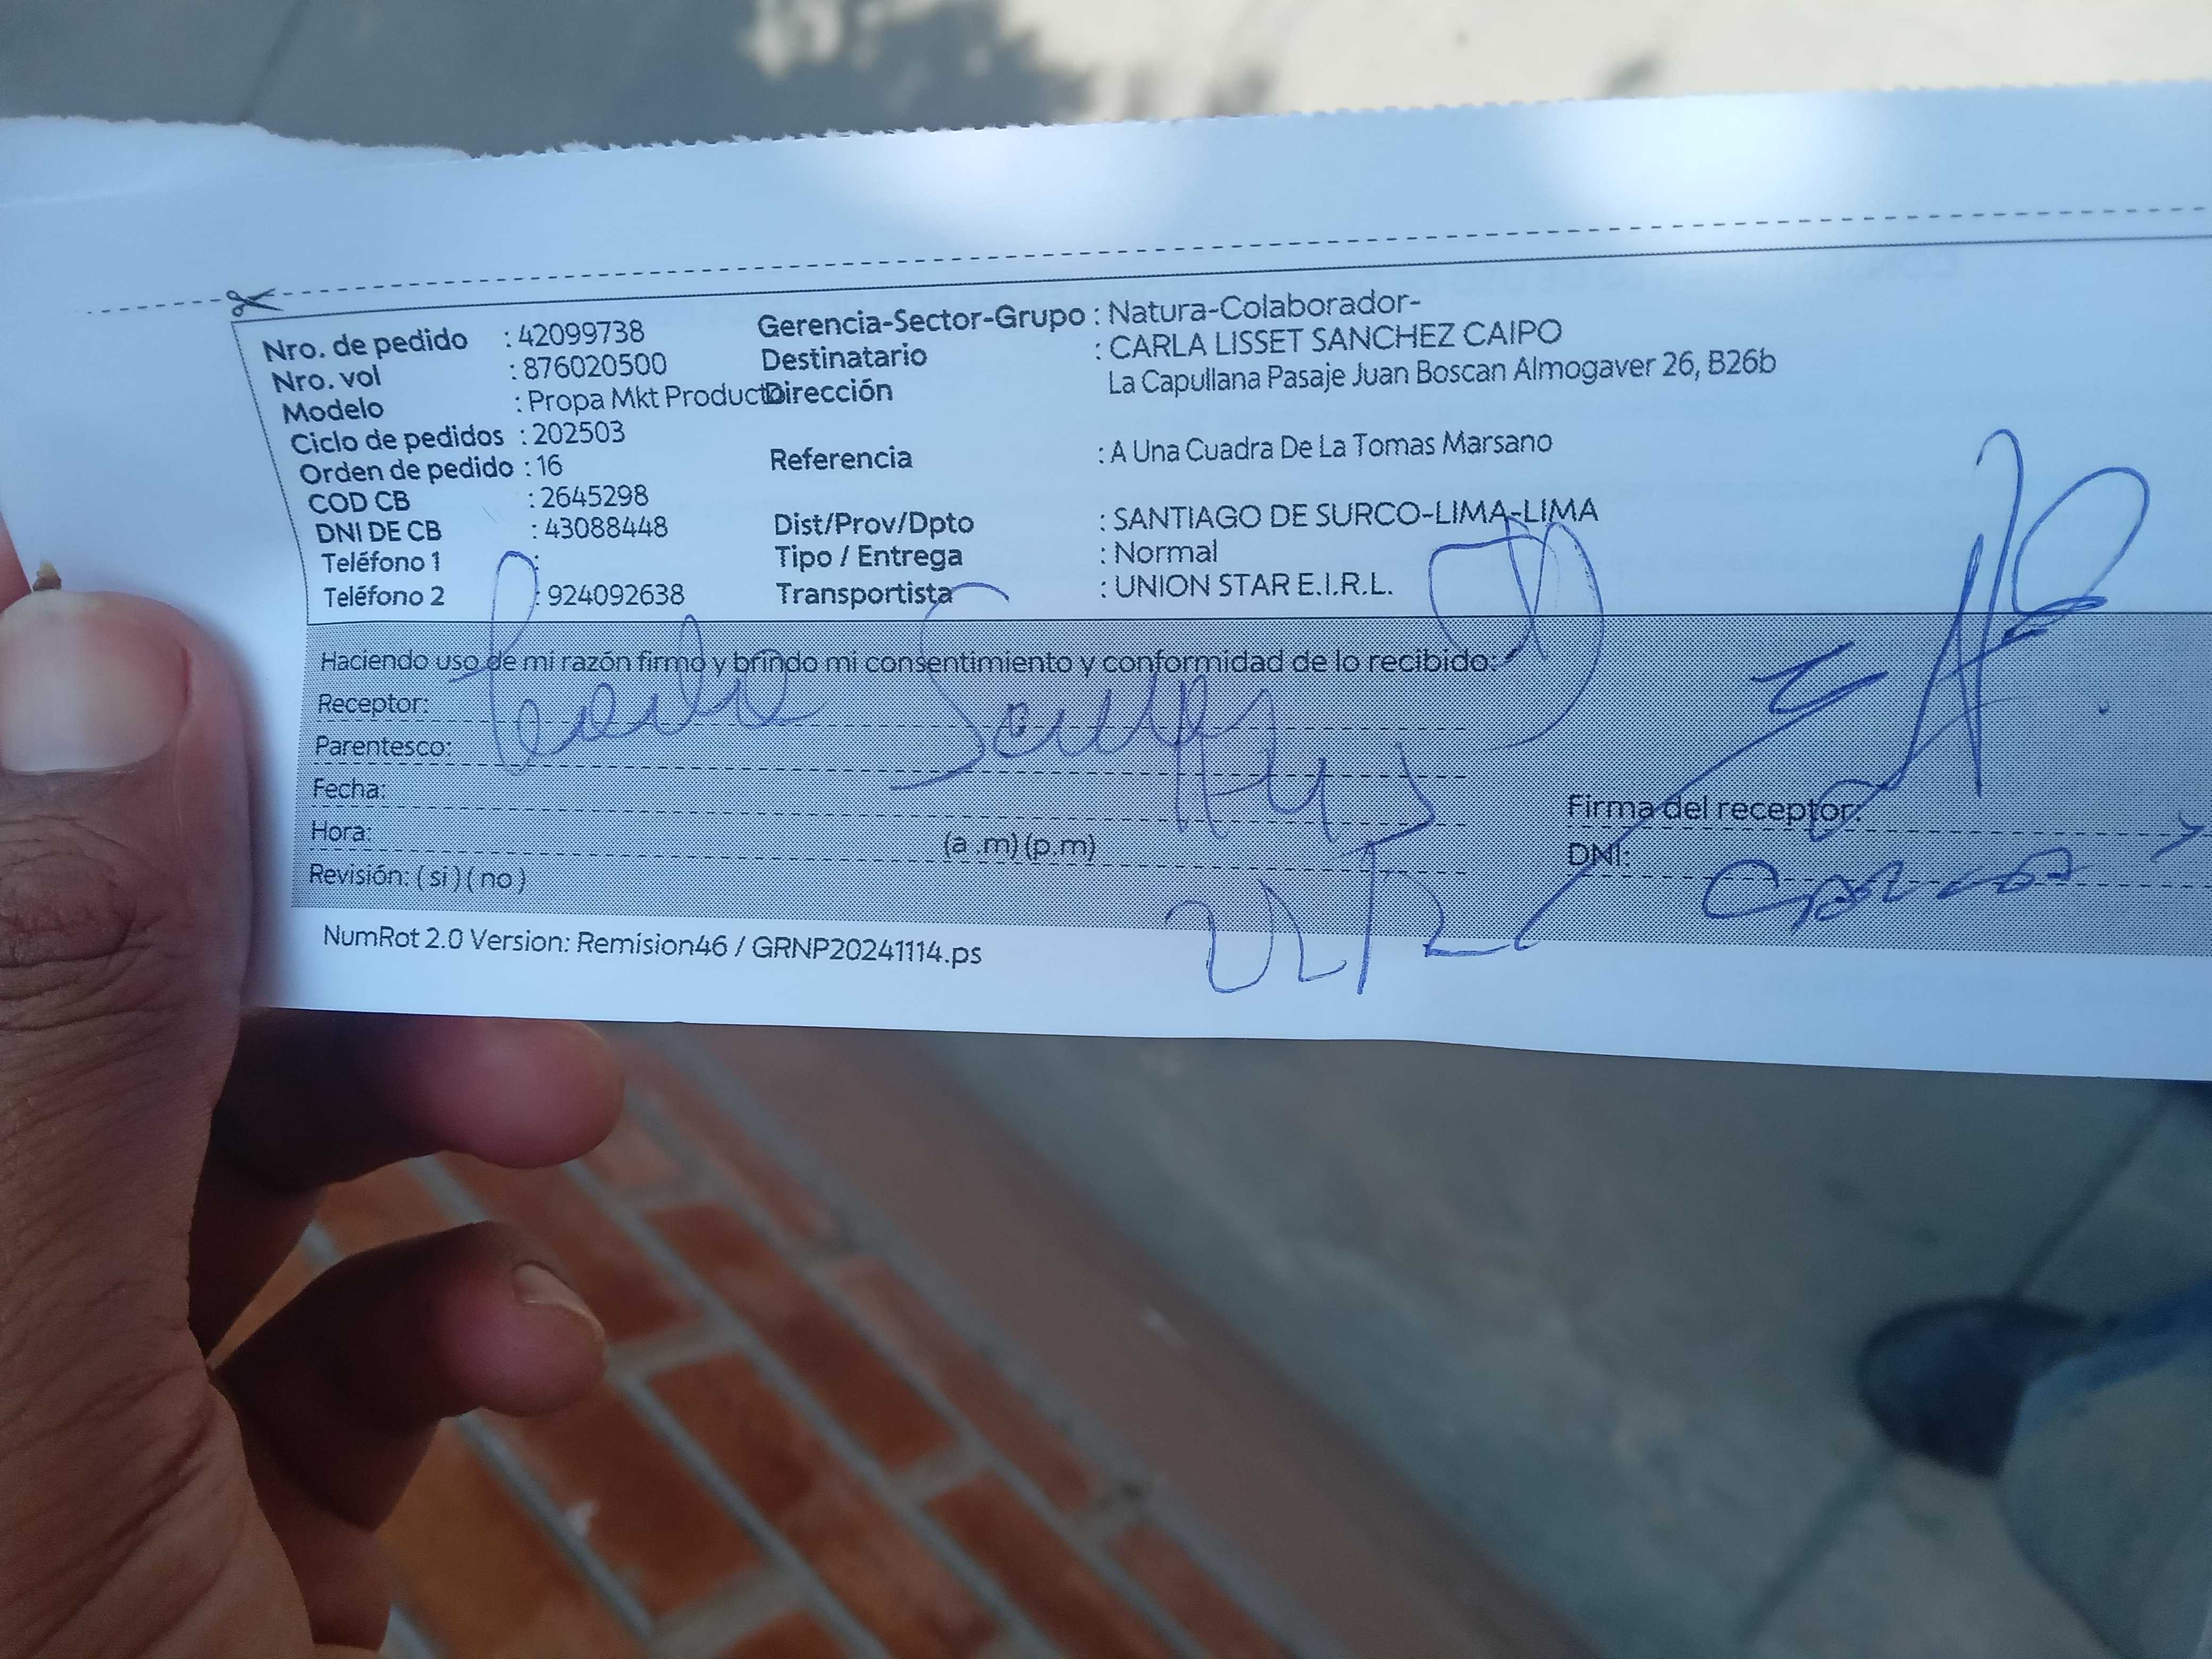 Nro. de pedido : 42099738
Nro. vol : 876020500
Modelo : Propa Mkt Producto
Ciclo de pedidos : 202503
Orden de pedido : 16
COD CB : 2645298
DNI DE CB : 43088448
Teléfono 1 :
Teléfono 2 : 924092638
Gerencia-Sector-Grupo : Natura-Colaborador-
Destinatario : CARLA LISSET SANCHEZ CAIPO
Dirección La Capullana Pasaje Juan Boscan Almogaver 26, B26b
Referencia : A Una Cuadra De La Tomas Marsano
Dist/Prov/Dpto : SANTIAGO DE SURCO-LIMA-LIMA
Tipo / Entrega : Normal
Transportista : UNION STAR E.I.R.L.
Haciendo uso de mi razón firmo y brindo mi consentimiento y conformidad de lo recibido:
Receptor:
Parentesco:
Fecha:
Hora: (a .m) (p.m)
Revisión: ( si ) ( no )
Firma del receptor:
DNI:
NumRot 2.0 Version: Remision46 / GRNP20241114.ps